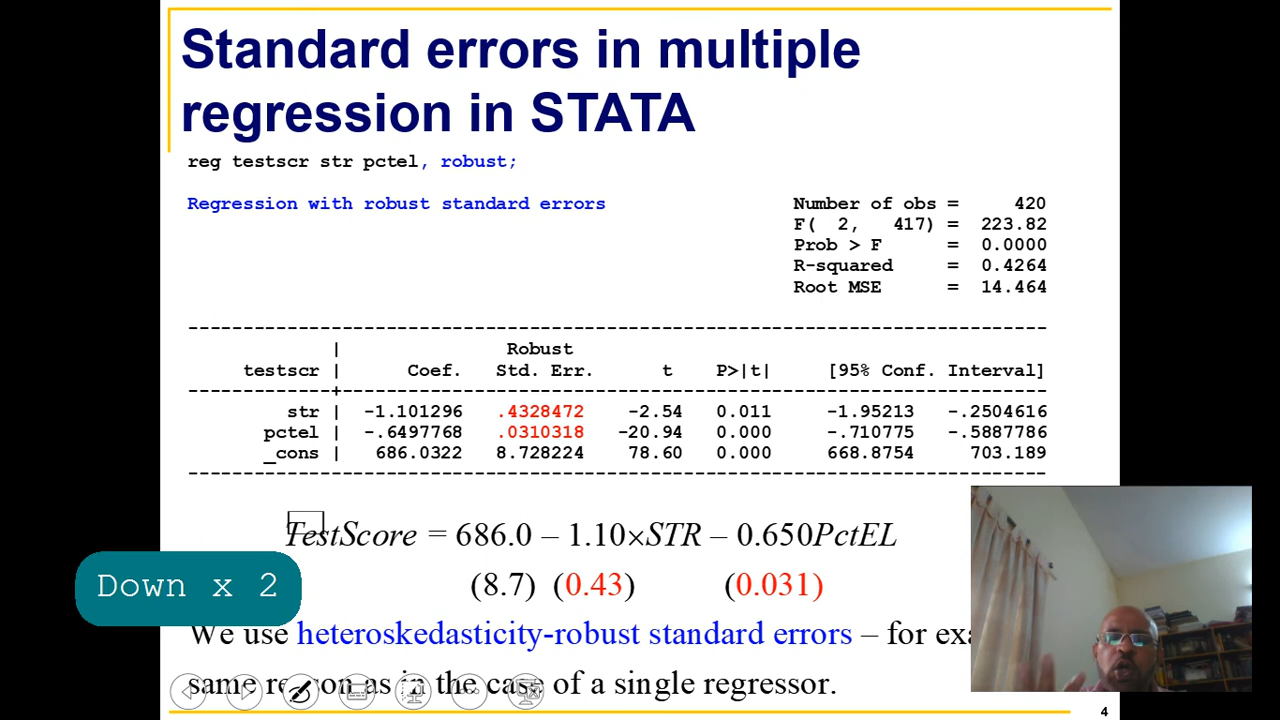 Standard errors in multiple
regression in STATA
reg testscr str pctel, robust;
Regression with robust standard errors
Number of obs = 420
F( 2, 417) = 223.82
Prob > F = 0.0000
R-squared = 0.4264
Root MSE = 14.464
| Robust
testscr | Coef. Std. Err. t P>|t| [95% Conf. Interval]
str | -1.101296 .4328472 -2.54 0.011 -1.95213 -.2504616
pctel | -.6497768 .0310318 -20.94 0.000 -.710775 -.5887786
_cons | 686.0322 8.728224 78.60 0.000 668.8754 703.189
TestScore = 686.0 – 1.10×STR – 0.650PctEL
(8.7) (0.43) (0.031)
Down x 2
We use heteroskedasticity-robust standard errors – for
same reason as in the case of a single regressor.
4